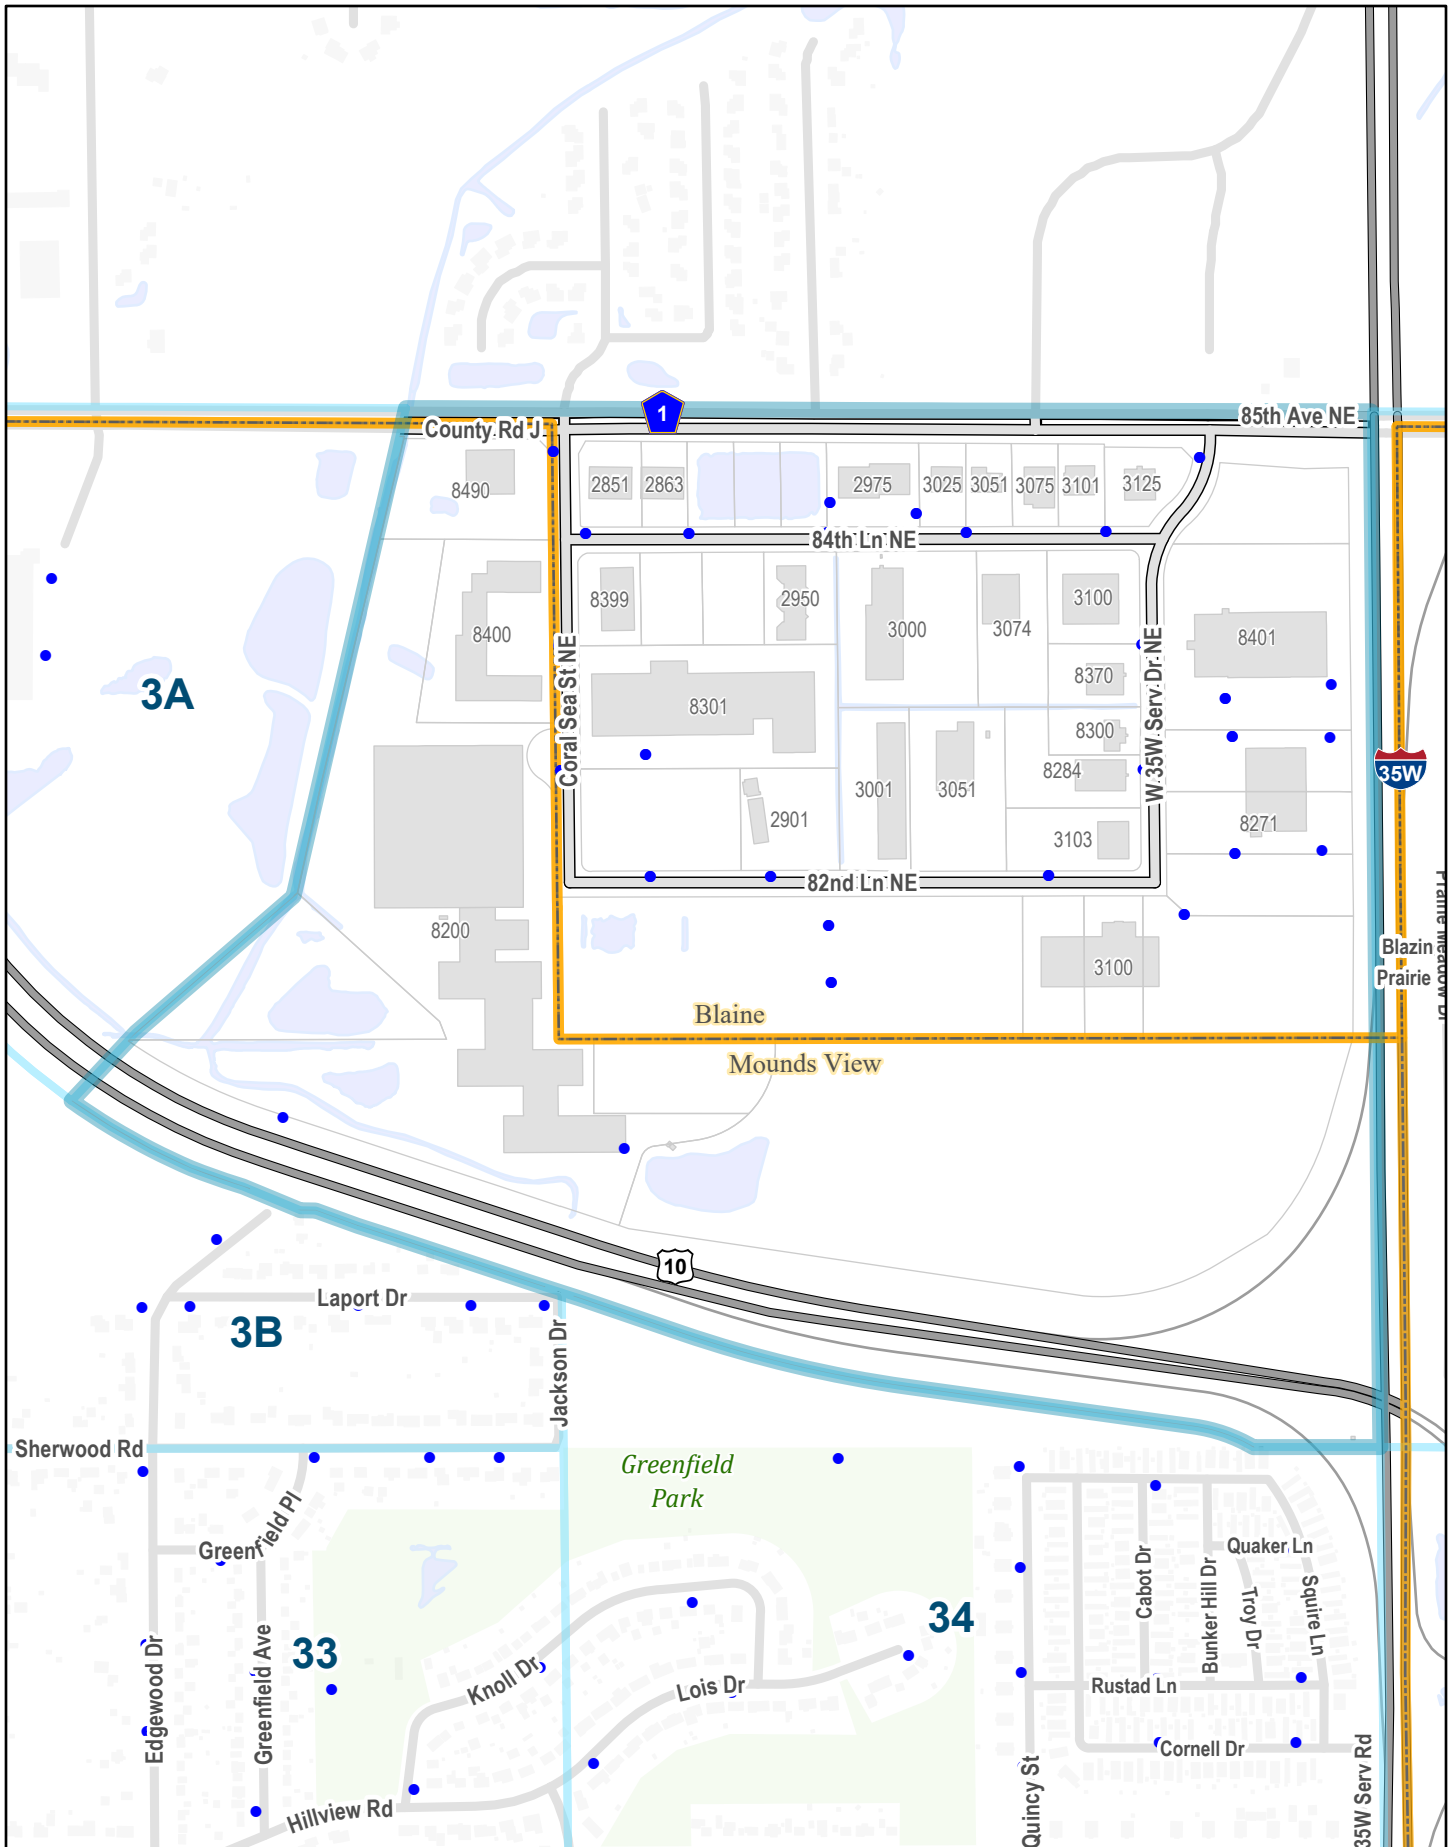 1
85th Ave NE
County Rd J
8490
2851
2863
2975
3025
3051
3075
3101
3125
84th Ln NE
8399
2950
3000
3074
3100
8400
8401
Coral Sea St NE
W 35W Serv Dr NE
3A
8370
8301
8300
8284
35W
3001
3051
2901
8271
3103
82nd Ln NE
8200
Blazin
Prairie
Prairie Meadow Dr
3100
Blaine
Mounds View
10
Laport Dr
3B
Jackson Dr
Sherwood Rd
Greenfield
Park
Greenfield Pl
Quaker Ln
Cabot Dr
Bunker Hill Dr
Troy Dr
Squire Ln
34
33
Edgewood Dr
Greenfield Ave
Knoll Dr
Lois Dr
Rustad Ln
Cornell Dr
Hillview Rd
Quincy St
35W Serv Rd